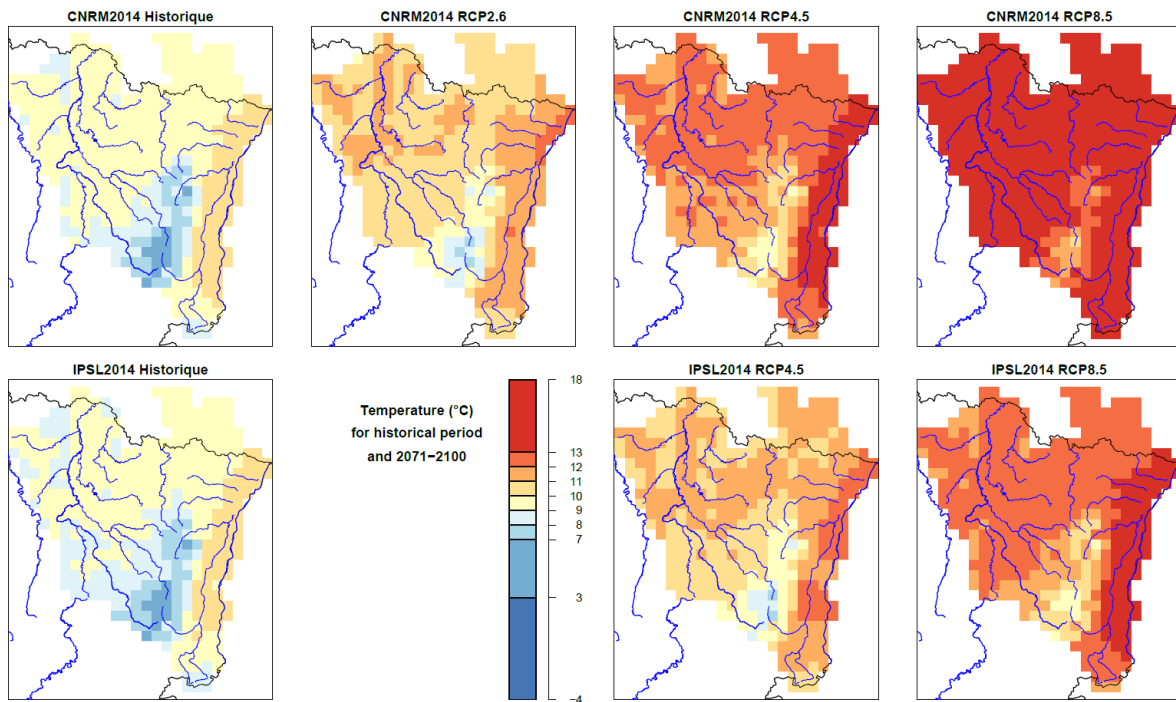 CNRM2014 Historique
CNRM2014 RCP2.6
CNRM2014 RCP4.5
CNRM2014 RCP8.5
IPSL2014 Historique
Temperature (°C)
for historical period
and 2071−2100
18
13
12
11
10
9
8
7
3
−4
IPSL2014 RCP4.5
IPSL2014 RCP8.5